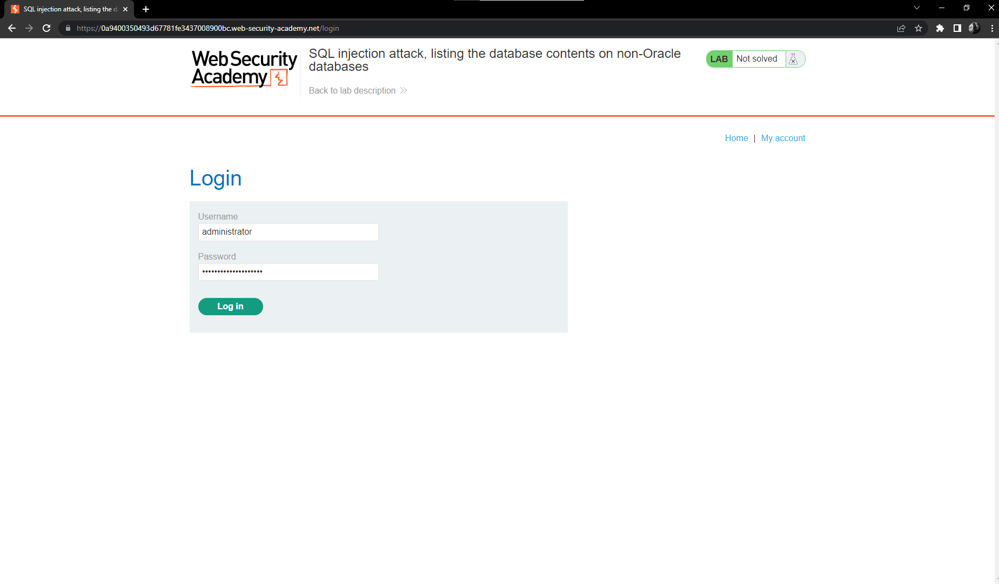 SQL injection attack, listing the d
https://0a9400350493d67781fe3437008900bc.web-security-academy.net/login
Web Security
Academy
SQL injection attack, listing the database contents on non-Oracle
databases
Back to lab description
LAB Not solved
Home | My account
Login
Username
administrator
Password
••••••••••••••••••••
Log in